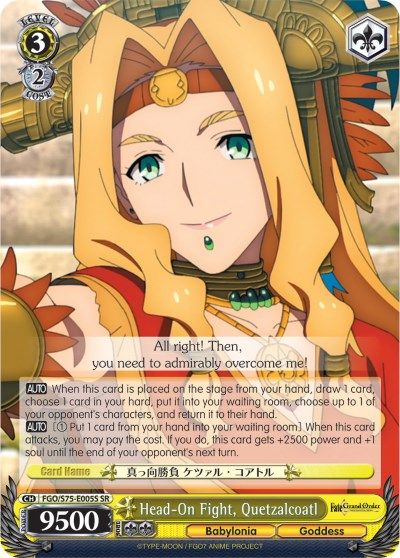 LEVEL
3
2
COST
All right! Then,
you need to admirably overcome me!
AUTO When this card is placed on the stage from your hand, draw 1 card,
choose 1 card in your hand, put it into your waiting room, choose up to 1 of
your opponent's characters, and return it to their hand.
AUTO [① Put 1 card from your hand into your waiting room] When this card
attacks, you may pay the cost. If you do, this card gets +2500 power and +1
soul until the end of your opponent's next turn.
Card Name 真っ向勝負 ケツァル・コアトル
CH FGO/S75-E005S SR Head-On Fight, Quetzalcoatl Fate/Grand Order
POWER 9500 Babylonia Goddess
©TYPE-MOON / FGO7 ANIME PROJECT